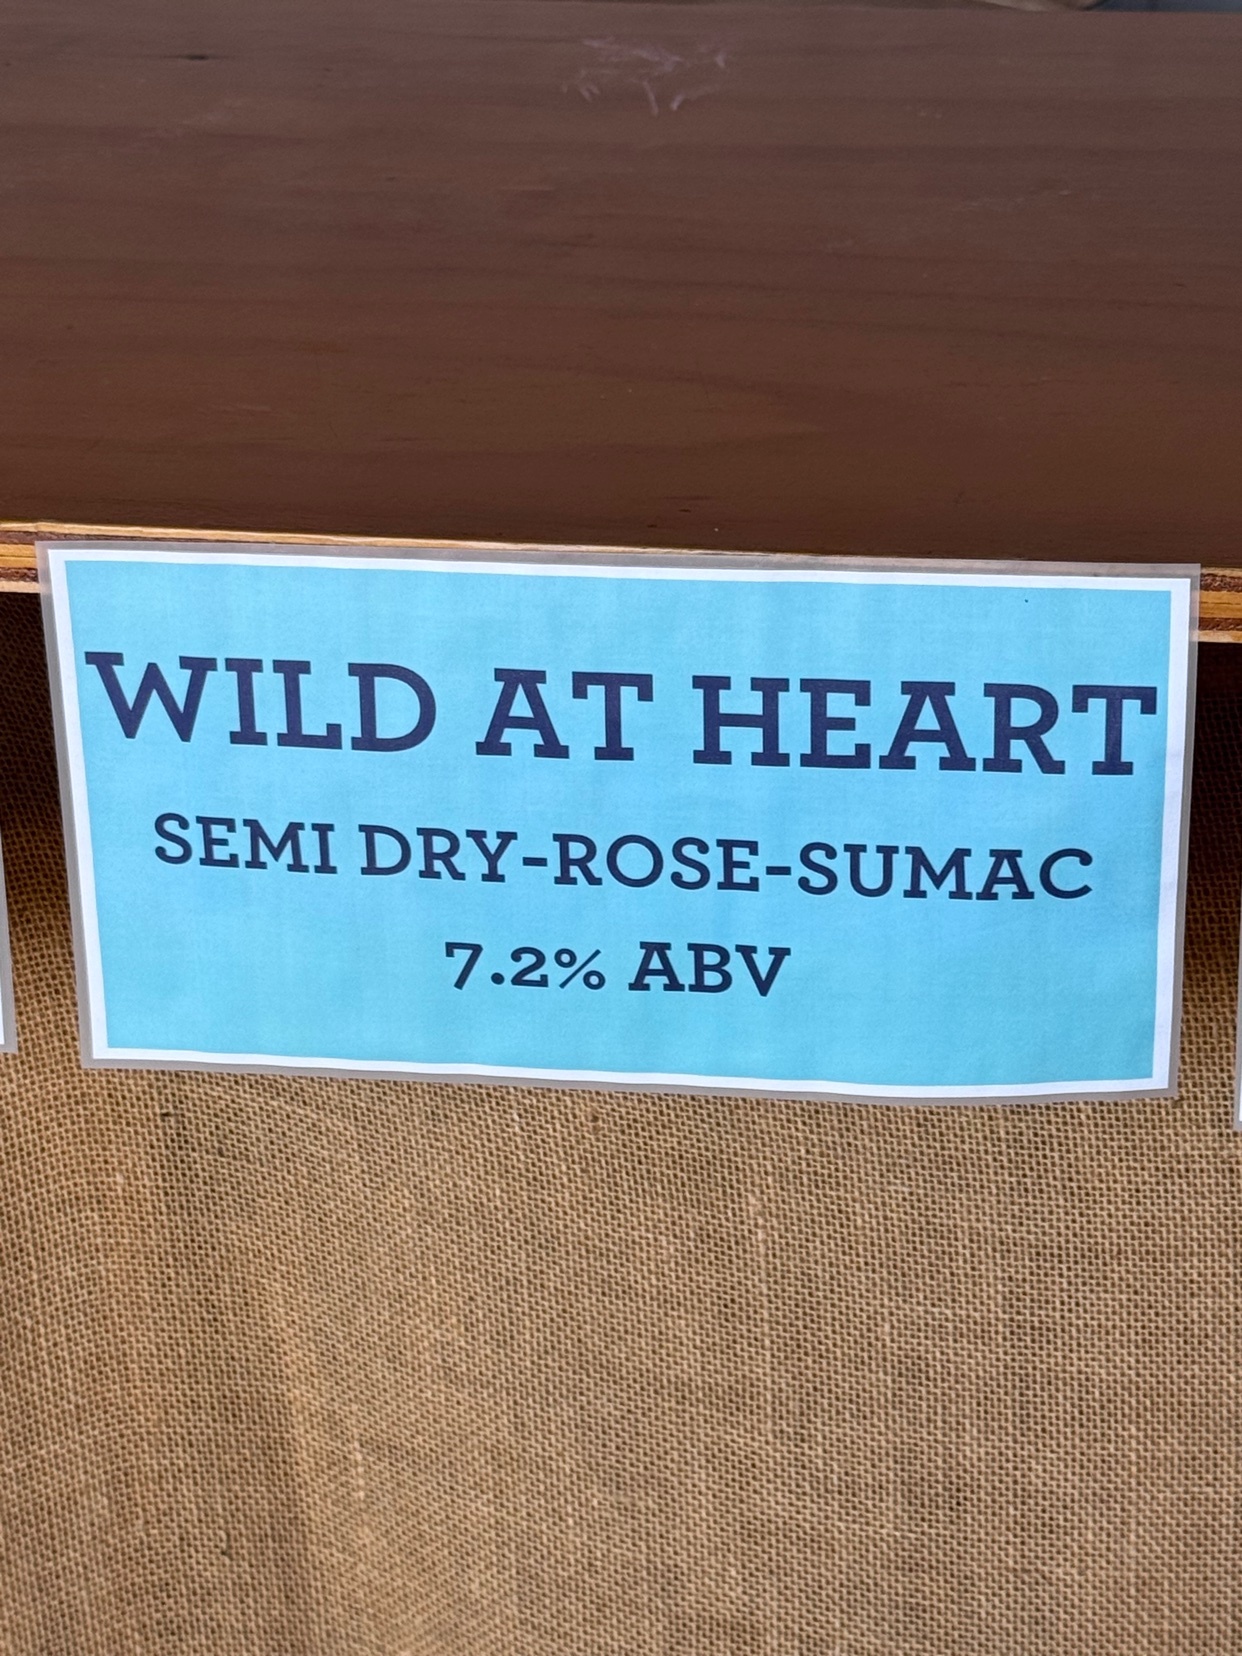 WILD AT HEART
SEMI DRY-ROSE-SUMAC
7.2% ABV